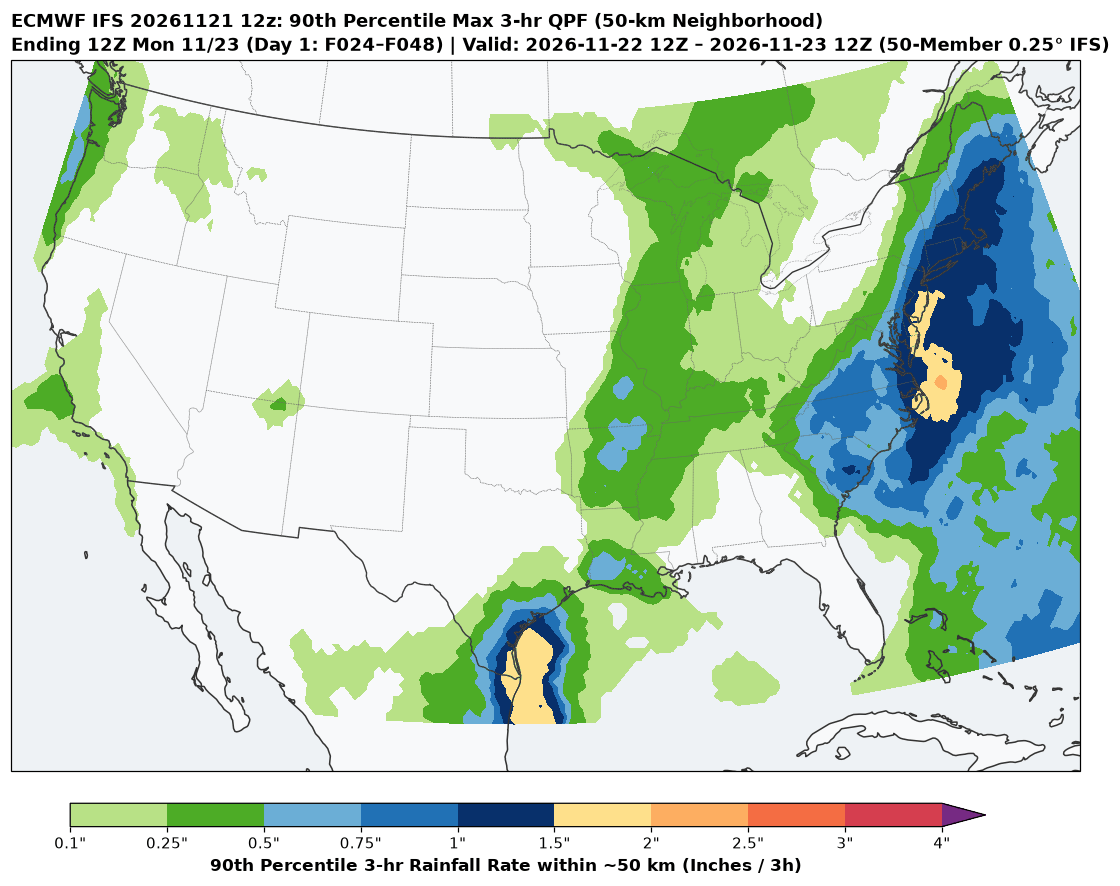 ECMWF IFS 20261121 12z: 90th Percentile Max 3-hr QPF (50-km Neighborhood)
Ending 12Z Mon 11/23 (Day 1: F024–F048) | Valid: 2026-11-22 12Z – 2026-11-23 12Z (50-Member 0.25° IFS)
0.1" 0.25" 0.5" 0.75" 1" 1.5" 2" 2.5" 3" 4"
90th Percentile 3-hr Rainfall Rate within ~50 km (Inches / 3h)